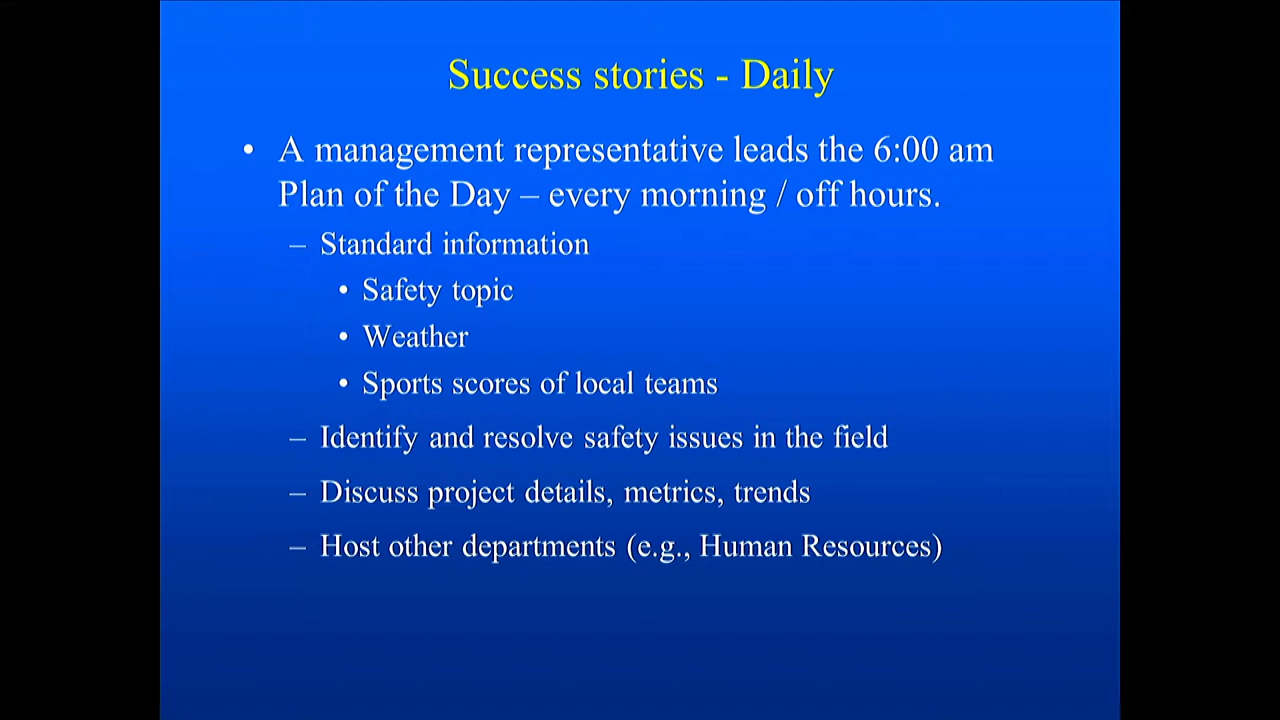 Success stories - Daily
• A management representative leads the 6:00 am
Plan of the Day – every morning / off hours.
– Standard information
• Safety topic
• Weather
• Sports scores of local teams
– Identify and resolve safety issues in the field
– Discuss project details, metrics, trends
– Host other departments (e.g., Human Resources)